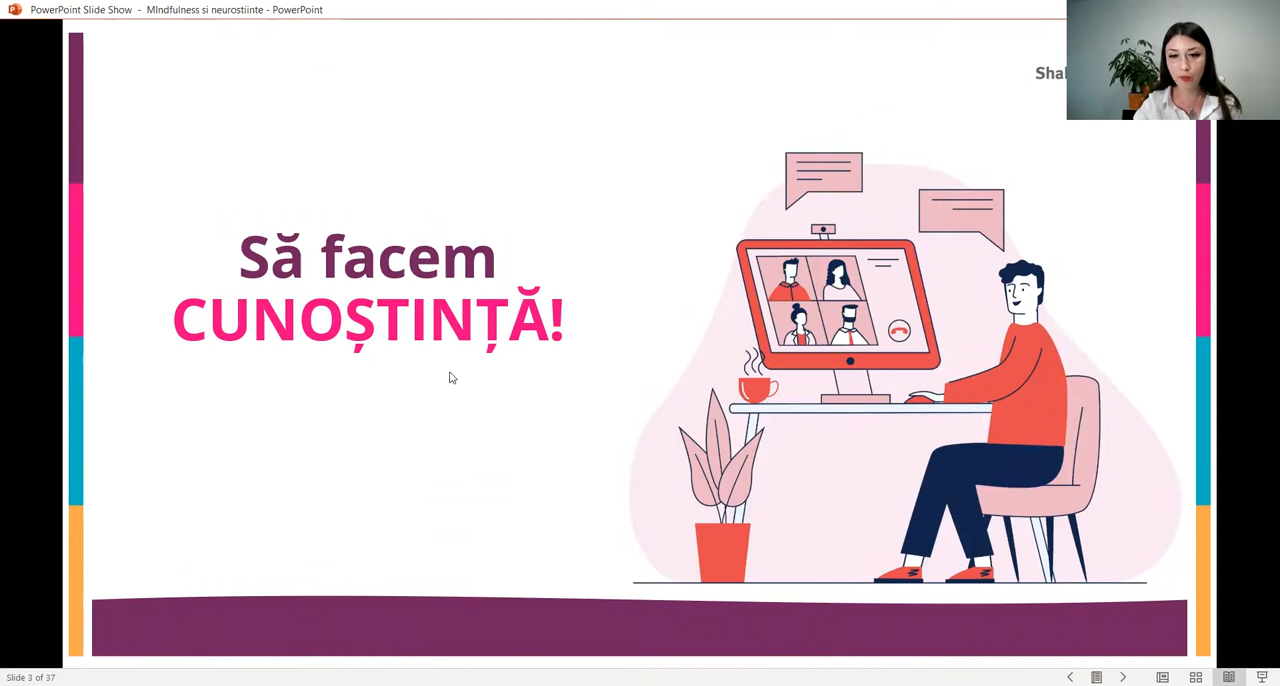 PowerPoint Slide Show - MIndfulness si neurostiinte - PowerPoint
Să facem
CUNOȘTINȚĂ!
Slide 3 of 37